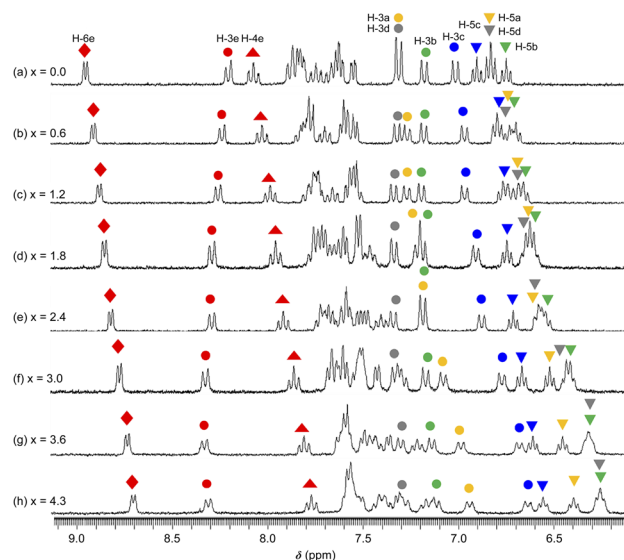 H-3a
H-3d
H-5a
H-5d
H-5b
H-6e
H-3e
H-4e
H-3b
H-3c
H-5c
(a) x = 0.0
(b) x = 0.6
(c) x = 1.2
(d) x = 1.8
(e) x = 2.4
(f) x = 3.0
(g) x = 3.6
(h) x = 4.3
9.0 8.5 8.0 7.5 7.0 6.5
δ (ppm)